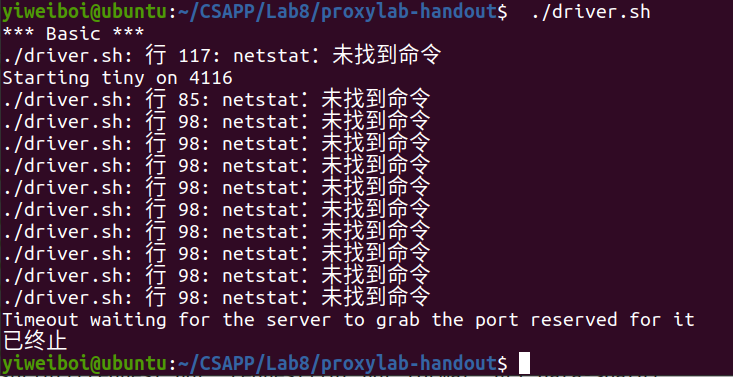 yiweiboi@ubuntu:~/CSAPP/Lab8/proxylab-handout$  ./driver.sh
*** Basic ***
./driver.sh: 行 117: netstat：未找到命令
Starting tiny on 4116
./driver.sh: 行 85: netstat：未找到命令
./driver.sh: 行 98: netstat：未找到命令
./driver.sh: 行 98: netstat：未找到命令
./driver.sh: 行 98: netstat：未找到命令
./driver.sh: 行 98: netstat：未找到命令
./driver.sh: 行 98: netstat：未找到命令
./driver.sh: 行 98: netstat：未找到命令
./driver.sh: 行 98: netstat：未找到命令
./driver.sh: 行 98: netstat：未找到命令
./driver.sh: 行 98: netstat：未找到命令
Timeout waiting for the server to grab the port reserved for it
已终止
yiweiboi@ubuntu:~/CSAPP/Lab8/proxylab-handout$